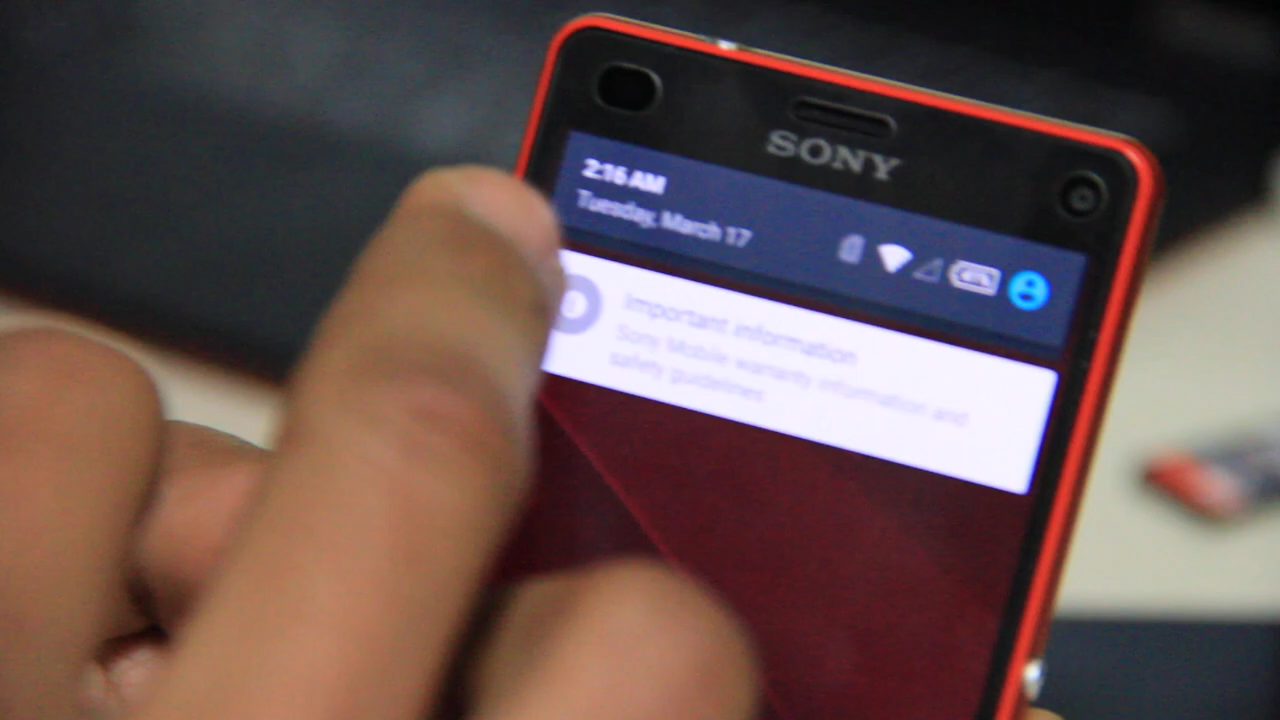 SONY
2:16 AM
Tuesday, March 17
Important information
Sony Mobile warranty information and
safety guidelines